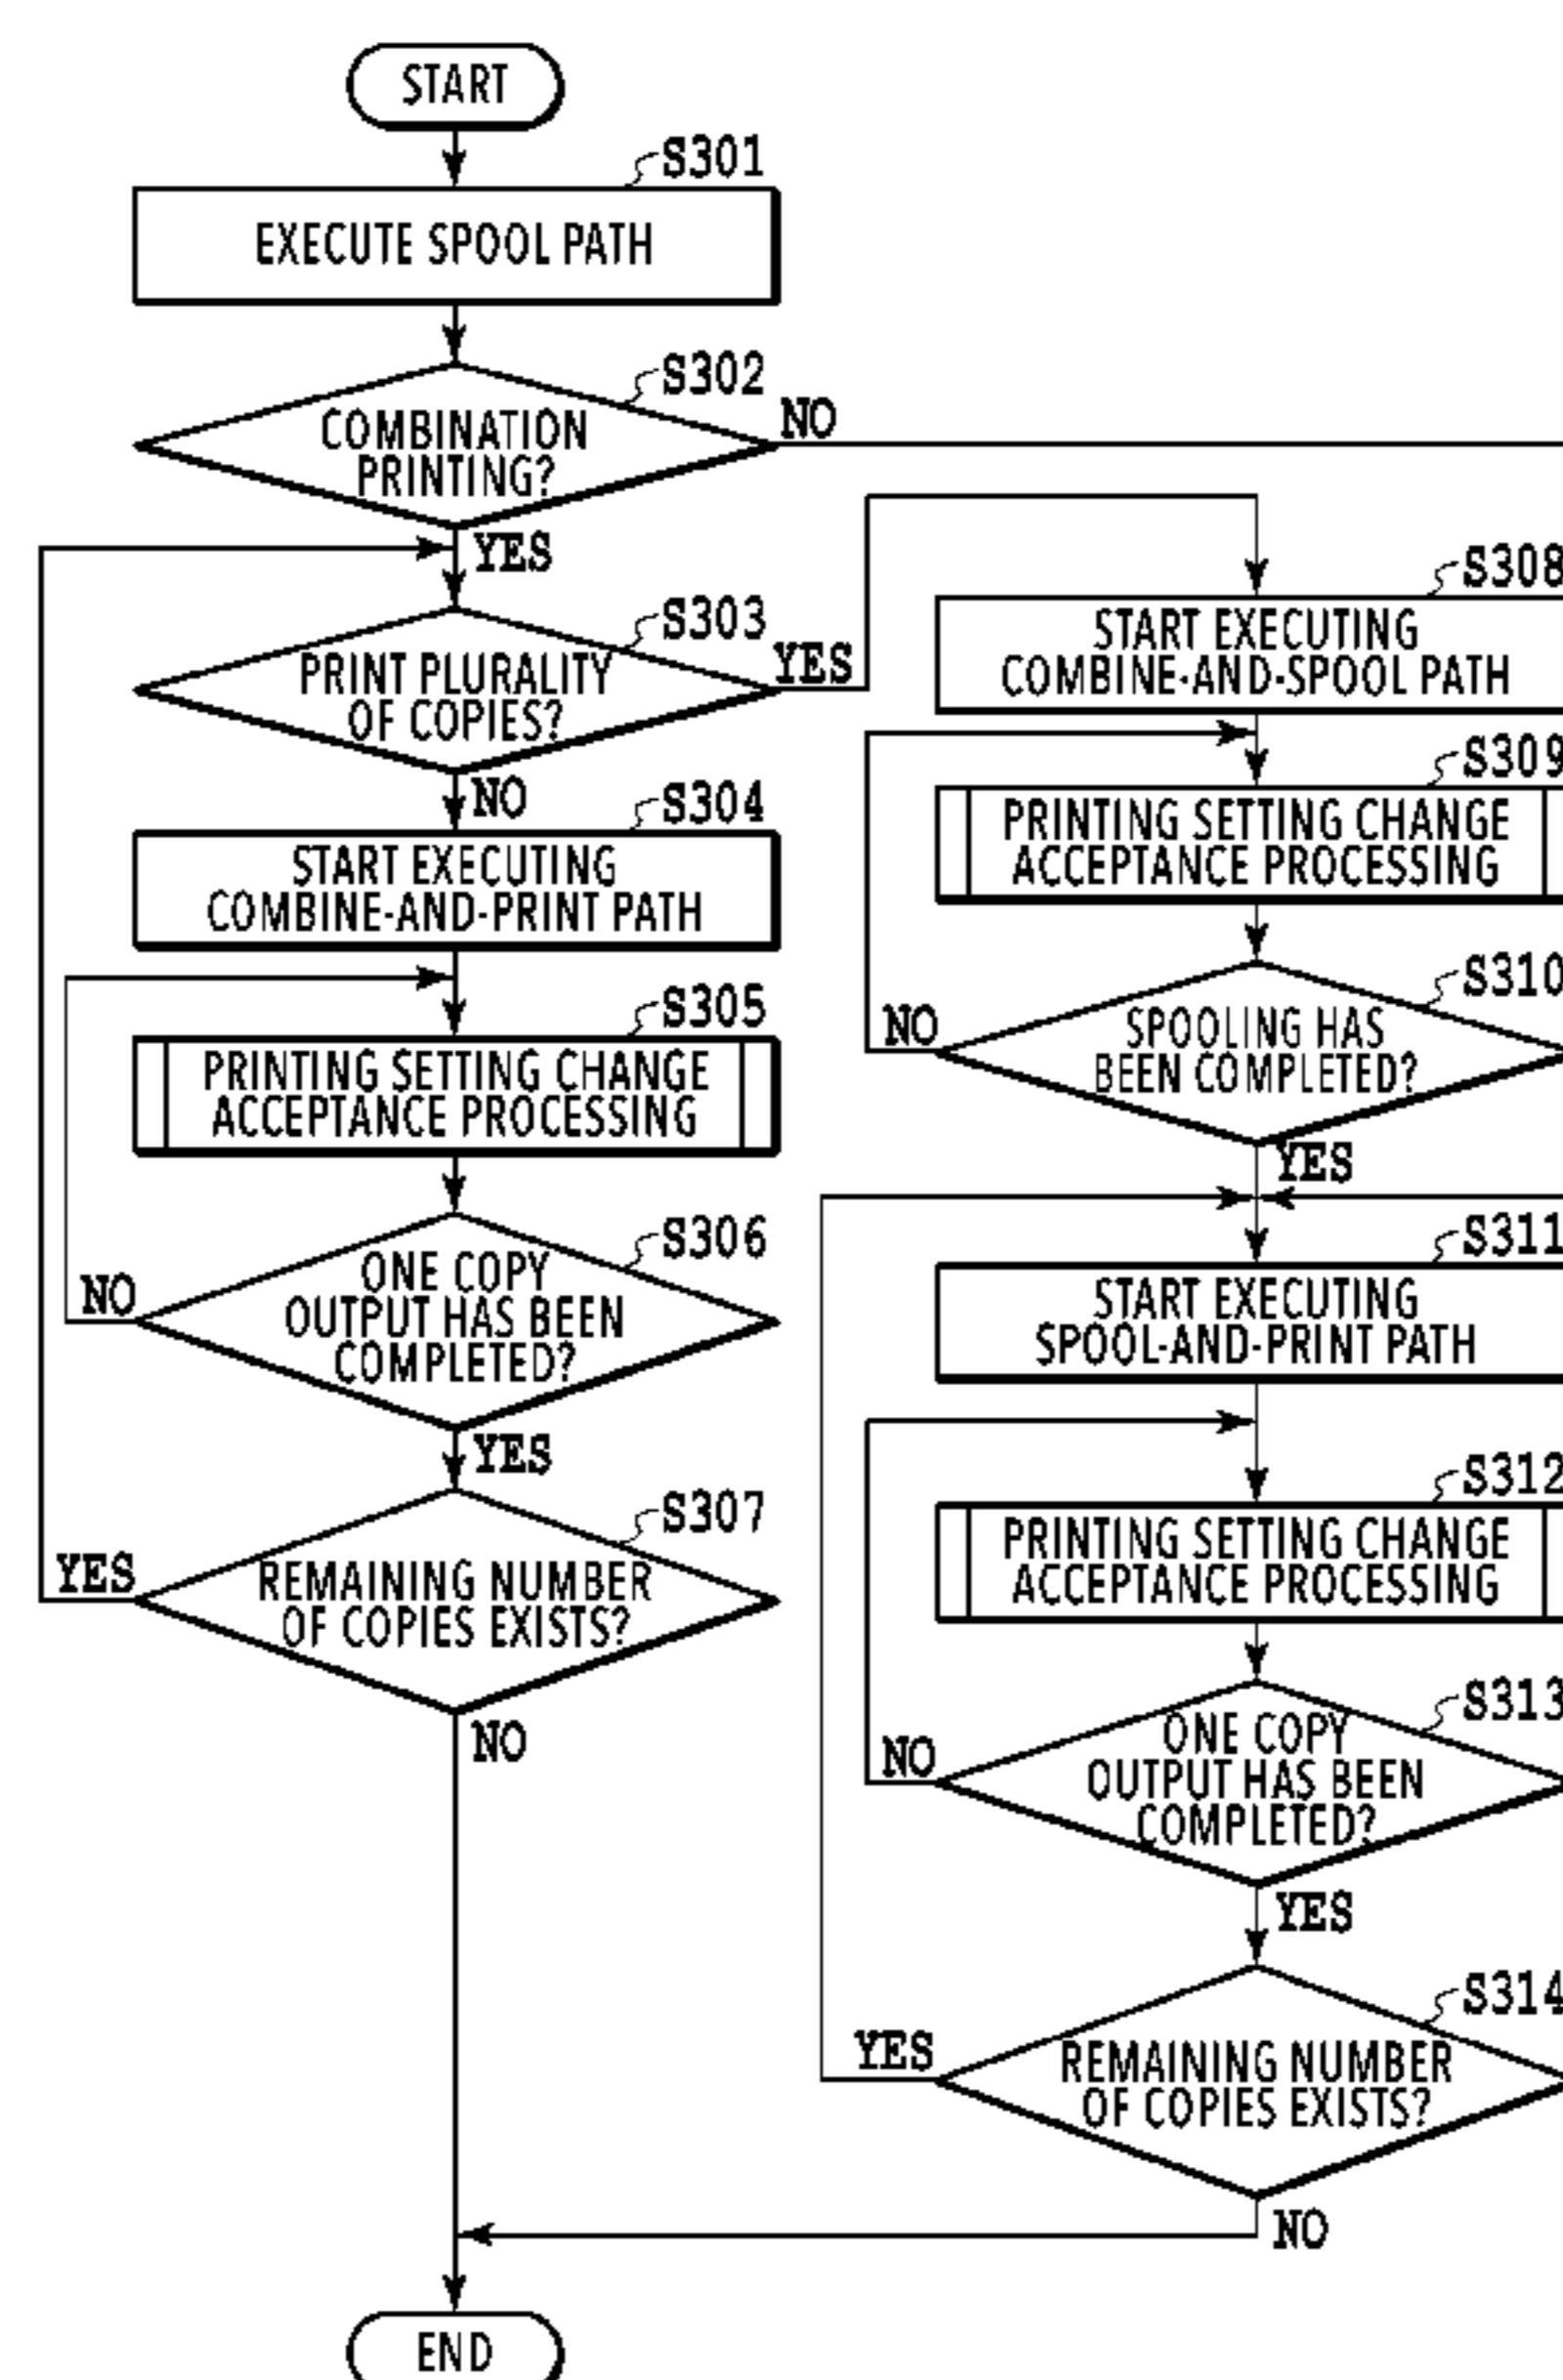 START
S301
EXECUTE SPOOL PATH
S302
COMBINATION
PRINTING?
NO
YES
S303
PRINT PLURALITY
OF COPIES?
YES
NO
S304
START EXECUTING
COMBINE-AND-PRINT PATH
S305
PRINTING SETTING CHANGE
ACCEPTANCE PROCESSING
S306
ONE COPY
OUTPUT HAS BEEN
COMPLETED?
NO
YES
S307
REMAINING NUMBER
OF COPIES EXISTS?
YES
NO
S308
START EXECUTING
COMBINE-AND-SPOOL PATH
S309
PRINTING SETTING CHANGE
ACCEPTANCE PROCESSING
S310
SPOOLING HAS
BEEN COMPLETED?
NO
YES
S311
START EXECUTING
SPOOL-AND-PRINT PATH
S312
PRINTING SETTING CHANGE
ACCEPTANCE PROCESSING
S313
ONE COPY
OUTPUT HAS BEEN
COMPLETED?
NO
YES
S314
REMAINING NUMBER
OF COPIES EXISTS?
YES
NO
END